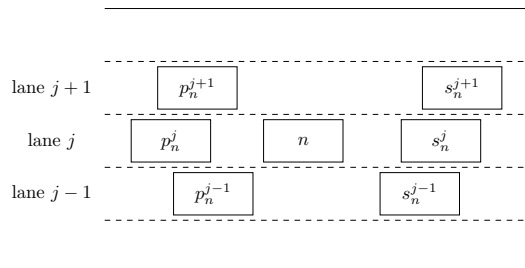 lane $j+1$ $p_n^{j+1}$ $s_n^{j+1}$
lane $j$ $p_n^{j}$ $n$ $s_n^{j}$
lane $j-1$ $p_n^{j-1}$ $s_n^{j-1}$